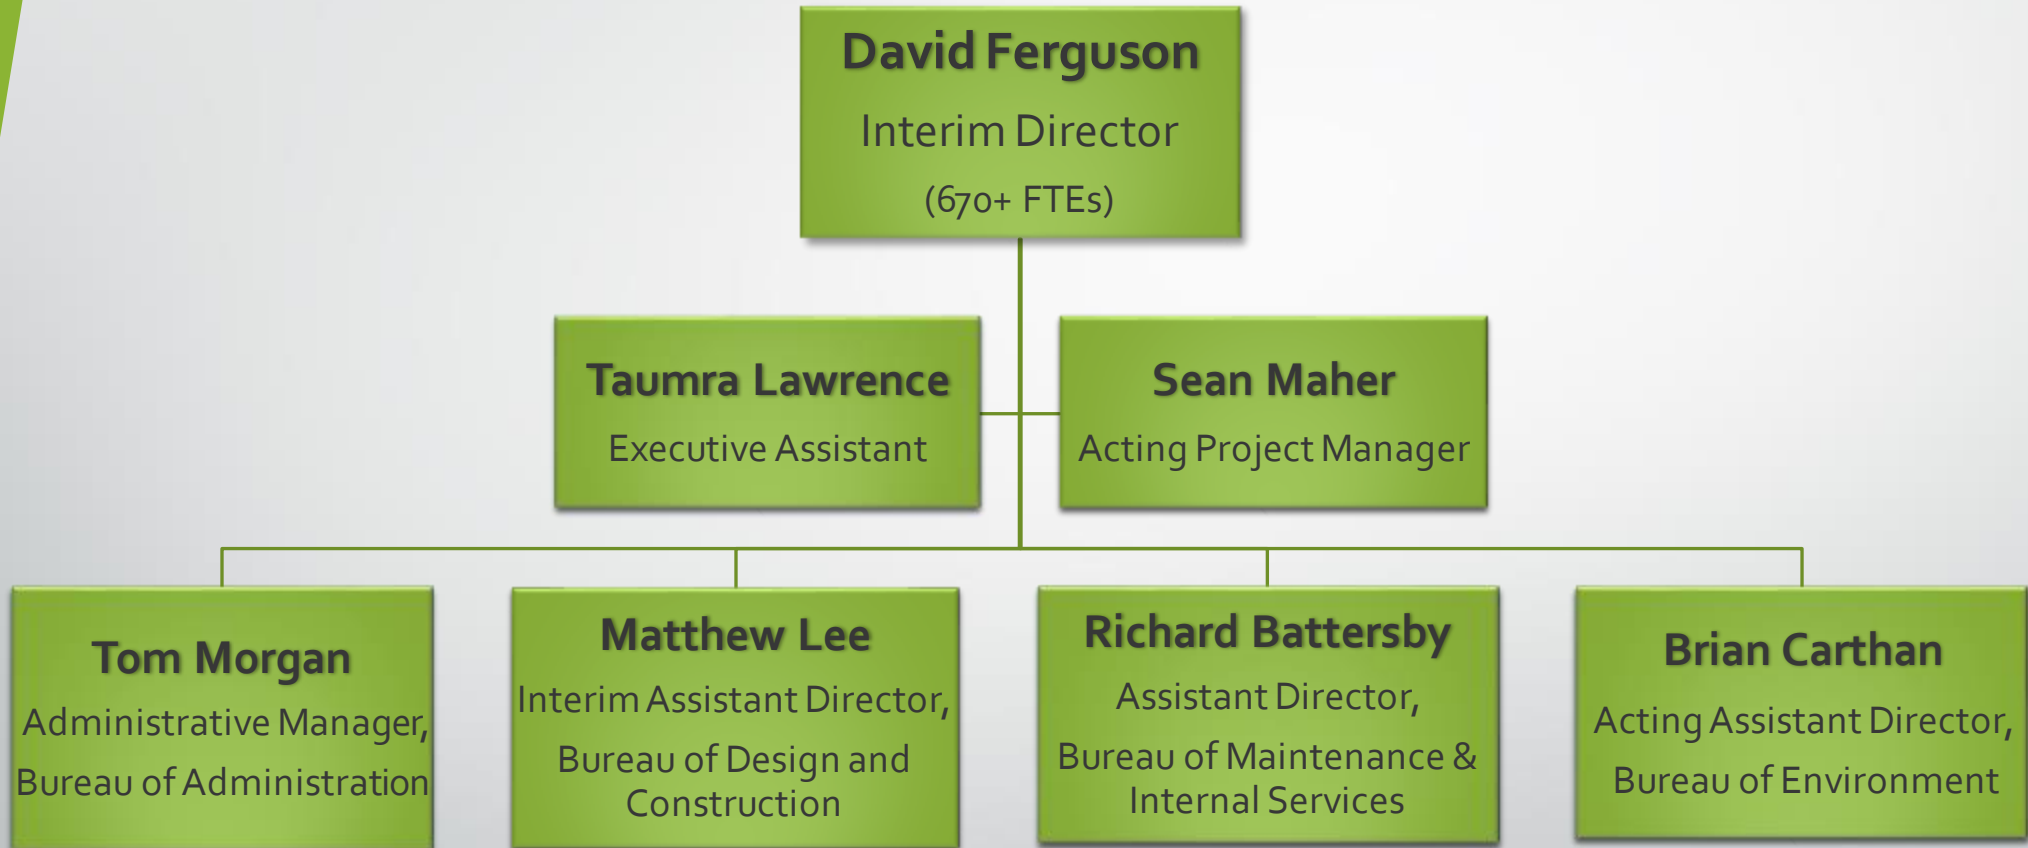 David Ferguson
Interim Director
(670+ FTEs)
Taumra Lawrence
Executive Assistant
Sean Maher
Acting Project Manager
Tom Morgan
Administrative Manager,
Bureau of Administration
Matthew Lee
Interim Assistant Director,
Bureau of Design and
Construction
Richard Battersby
Assistant Director,
Bureau of Maintenance &
Internal Services
Brian Carthan
Acting Assistant Director,
Bureau of Environment